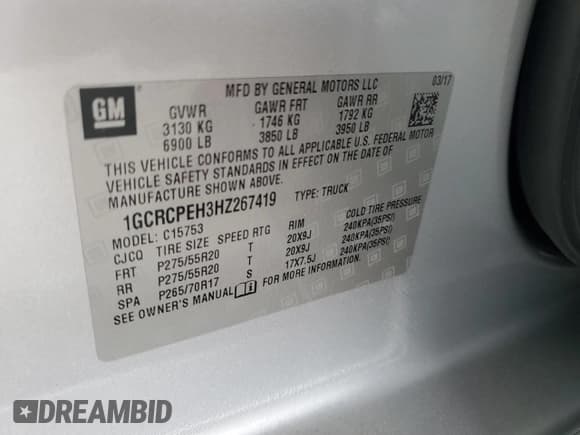 GM
MFD BY GENERAL MOTORS LLC 03/17
GVWR GAWR FRT GAWR RR
3130 KG 1746 KG 1792 KG
6900 LB 3850 LB 3950 LB
THIS VEHICLE CONFORMS TO ALL APPLICABLE U.S. FEDERAL MOTOR
VEHICLE SAFETY STANDARDS IN EFFECT ON THE DATE OF
MANUFACTURE SHOWN ABOVE.
1GCRCPEH3HZ267419 TYPE: TRUCK
MODEL: C15753
CJCQ TIRE SIZE SPEED RTG RIM COLD TIRE PRESSURE
FRT P275/55R20 T 20X9J 240KPA(35PSI)
RR P275/55R20 T 20X9J 240KPA(35PSI)
SPA P265/70R17 S 17X7.5J 240KPA(35PSI)
SEE OWNER'S MANUAL FOR MORE INFORMATION.
DREAMBID